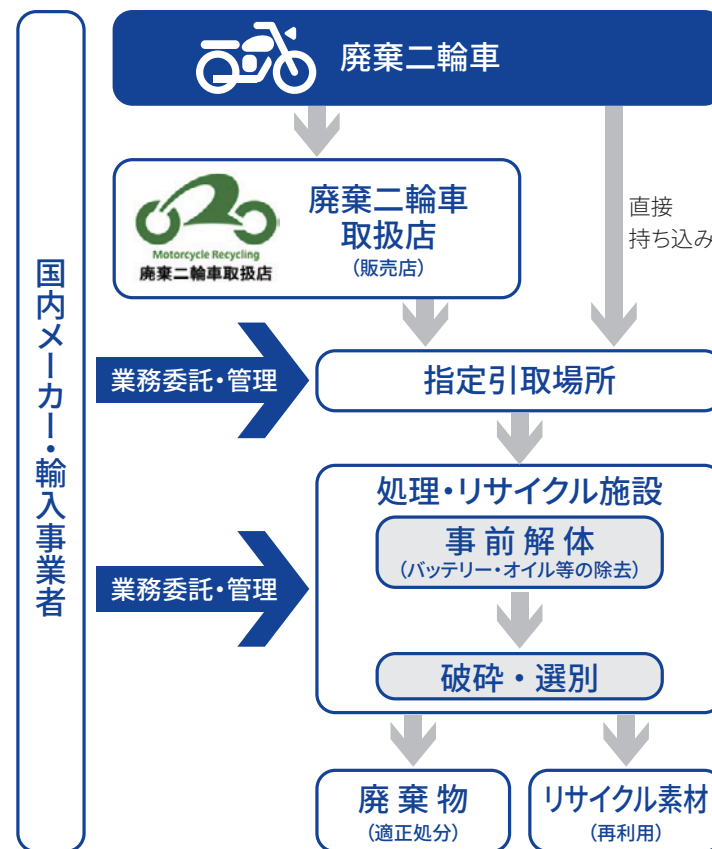 廃棄二輪車
Motorcycle Recycling
廃棄二輪車取扱店
廃棄二輪車
取扱店
(販売店)
直接
持ち込み
国内メーカー・輸入事業者
業務委託・管理
指定引取場所
処理・リサイクル施設
事前解体
(バッテリー・オイル等の除去)
業務委託・管理
破砕・選別
廃棄物
(適正処分)
リサイクル素材
(再利用)